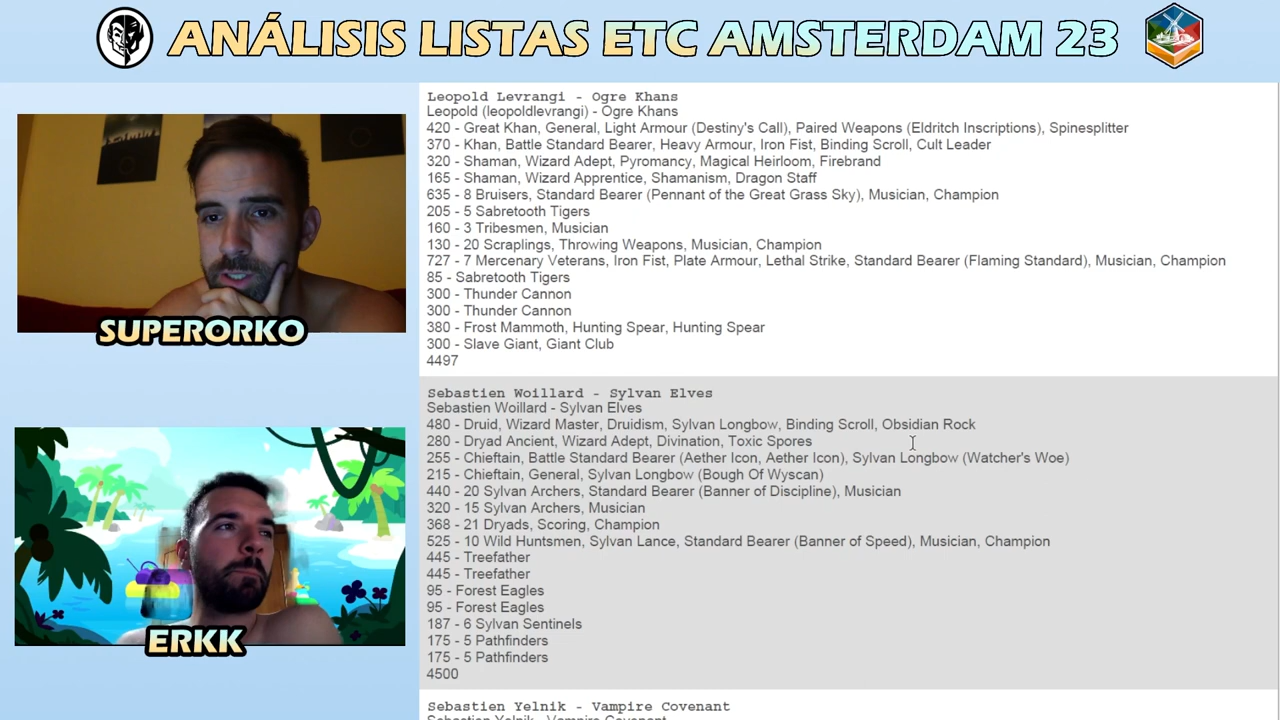 ANÁLISIS LISTAS ETC AMSTERDAM 23
SUPERORKO
ERKK
Leopold Levrangi - Ogre Khans
Leopold (leopoldlevrangi) - Ogre Khans
420 - Great Khan, General, Light Armour (Destiny's Call), Paired Weapons (Eldritch Inscriptions), Spinesplitter
370 - Khan, Battle Standard Bearer, Heavy Armour, Iron Fist, Binding Scroll, Cult Leader
320 - Shaman, Wizard Adept, Pyromancy, Magical Heirloom, Firebrand
165 - Shaman, Wizard Apprentice, Shamanism, Dragon Staff
635 - 8 Bruisers, Standard Bearer (Pennant of the Great Grass Sky), Musician, Champion
205 - 5 Sabretooth Tigers
160 - 3 Tribesmen, Musician
130 - 20 Scraplings, Throwing Weapons, Musician, Champion
727 - 7 Mercenary Veterans, Iron Fist, Plate Armour, Lethal Strike, Standard Bearer (Flaming Standard), Musician, Champion
85 - Sabretooth Tigers
300 - Thunder Cannon
300 - Thunder Cannon
380 - Frost Mammoth, Hunting Spear, Hunting Spear
300 - Slave Giant, Giant Club
4497
Sebastien Woillard - Sylvan Elves
Sebastien Woillard - Sylvan Elves
480 - Druid, Wizard Master, Druidism, Sylvan Longbow, Binding Scroll, Obsidian Rock
280 - Dryad Ancient, Wizard Adept, Divination, Toxic Spores
255 - Chieftain, Battle Standard Bearer (Aether Icon, Aether Icon), Sylvan Longbow (Watcher's Woe)
215 - Chieftain, General, Sylvan Longbow (Bough Of Wyscan)
440 - 20 Sylvan Archers, Standard Bearer (Banner of Discipline), Musician
320 - 15 Sylvan Archers, Musician
368 - 21 Dryads, Scoring, Champion
525 - 10 Wild Huntsmen, Sylvan Lance, Standard Bearer (Banner of Speed), Musician, Champion
445 - Treefather
445 - Treefather
95 - Forest Eagles
95 - Forest Eagles
187 - 6 Sylvan Sentinels
175 - 5 Pathfinders
175 - 5 Pathfinders
4500
Sebastien Yelnik - Vampire Covenant
Sebastien Yelnik - Vampire Covenant